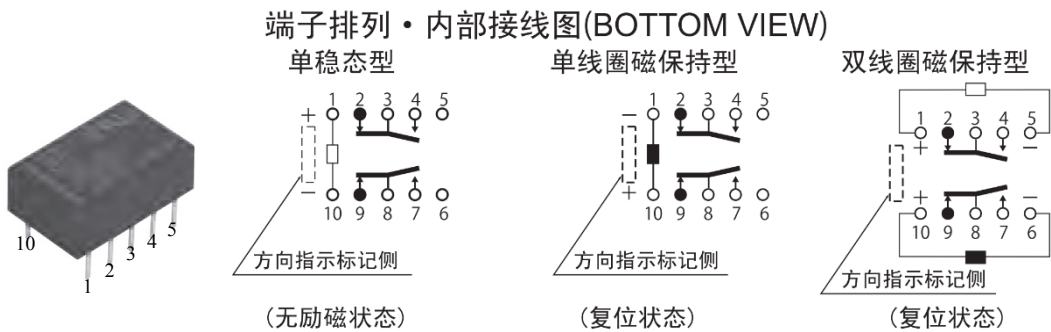 端子排列・内部接线图(BOTTOM VIEW)
单稳态型
单线圈磁保持型
双线圈磁保持型
10
1
2
3
4
5
1 2 3 4 5
+
−
10 9 8 7 6
方向指示标记侧
(无励磁状态)
1 2 3 4 5
−
+
10 9 8 7 6
方向指示标记侧
(复位状态)
1 2 3 4 5
+ −
+ −
10 9 8 7 6
方向指示标记侧
(复位状态)